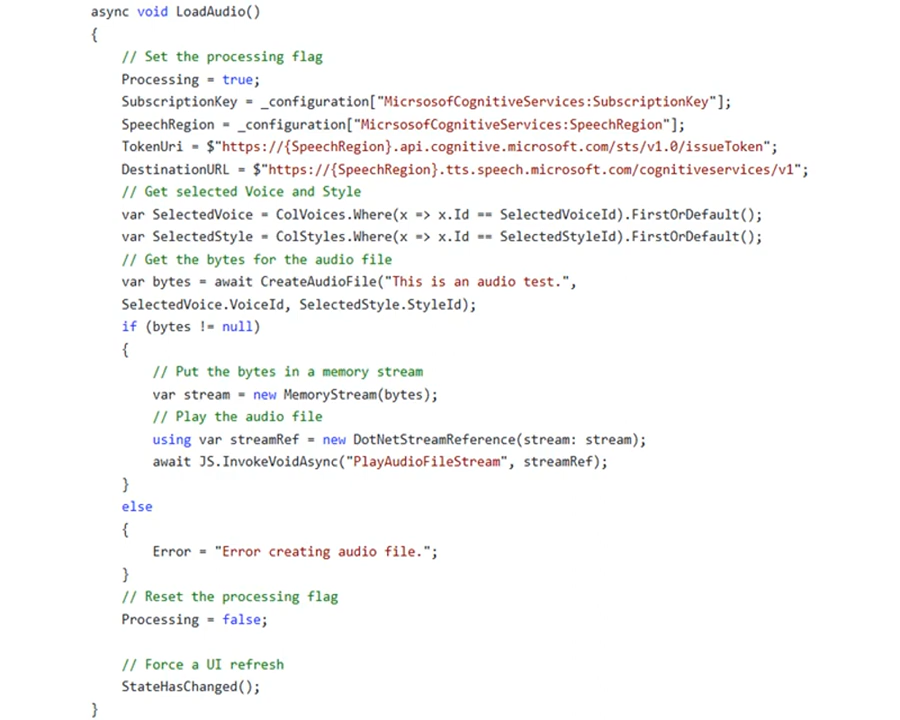 async void LoadAudio()
{
// Set the processing flag
Processing = true;
SubscriptionKey = _configuration["MicrsosofCognitiveServices:SubscriptionKey"];
SpeechRegion = _configuration["MicrsosofCognitiveServices:SpeechRegion"];
TokenUri = $"https://{SpeechRegion}.api.cognitive.microsoft.com/sts/v1.0/issueToken";
DestinationURL = $"https://{SpeechRegion}.tts.speech.microsoft.com/cognitiveservices/v1";
// Get selected Voice and Style
var SelectedVoice = ColVoices.Where(x => x.Id == SelectedVoiceId).FirstOrDefault();
var SelectedStyle = ColStyles.Where(x => x.Id == SelectedStyleId).FirstOrDefault();
// Get the bytes for the audio file
var bytes = await CreateAudioFile("This is an audio test.",
SelectedVoice.VoiceId, SelectedStyle.StyleId);
if (bytes != null)
{
// Put the bytes in a memory stream
var stream = new MemoryStream(bytes);
// Play the audio file
using var streamRef = new DotNetStreamReference(stream: stream);
await JS.InvokeVoidAsync("PlayAudioFileStream", streamRef);
}
else
{
Error = "Error creating audio file.";
}
// Reset the processing flag
Processing = false;
// Force a UI refresh
StateHasChanged();
}